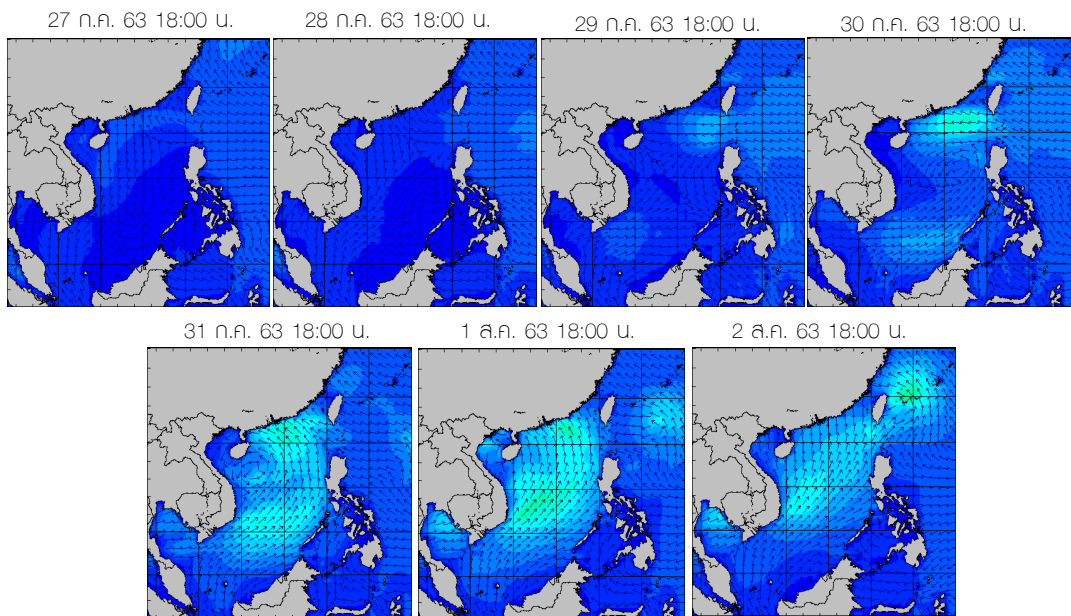 27 ก.ค. 63 18:00 น.
28 ก.ค. 63 18:00 น.
29 ก.ค. 63 18:00 น.
30 ก.ค. 63 18:00 น.
31 ก.ค. 63 18:00 น.
1 ส.ค. 63 18:00 น.
2 ส.ค. 63 18:00 น.